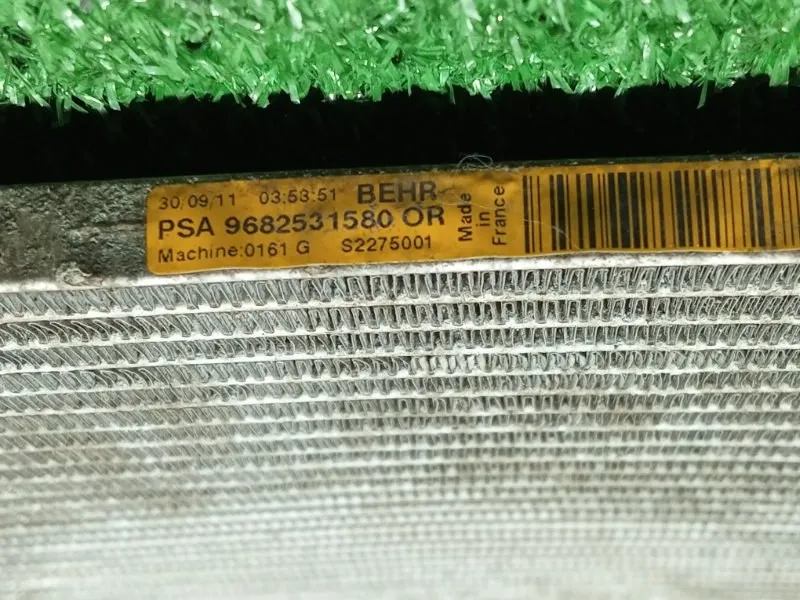 30/09/11 03:53:51 BEHR
PSA 9682531580 OR
Machine:0161 G S2275001
Made
in
France